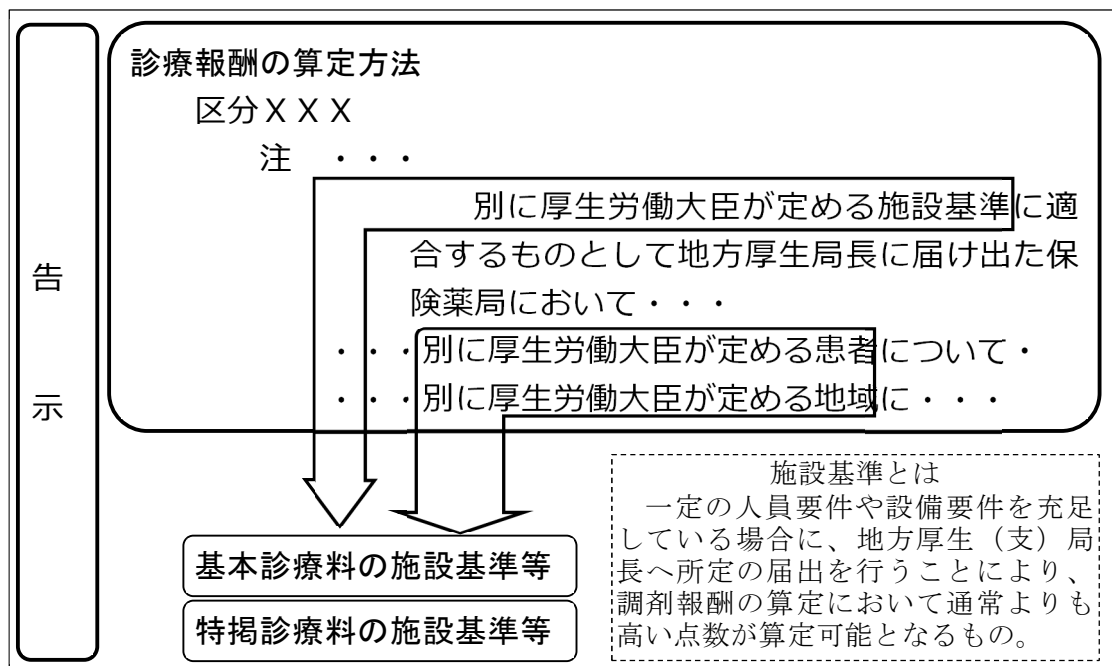 告示
診療報酬の算定方法
区分ＸＸＸ
注　・・・
別に厚生労働大臣が定める施設基準に適
合するものとして地方厚生局長に届け出た保
険薬局において・・・
・・・別に厚生労働大臣が定める患者について・
・・・別に厚生労働大臣が定める地域に・・・
基本診療料の施設基準等
特掲診療料の施設基準等
施設基準とは
一定の人員要件や設備要件を充足
している場合に、地方厚生（支）局
長へ所定の届出を行うことにより、
調剤報酬の算定において通常よりも
高い点数が算定可能となるもの。